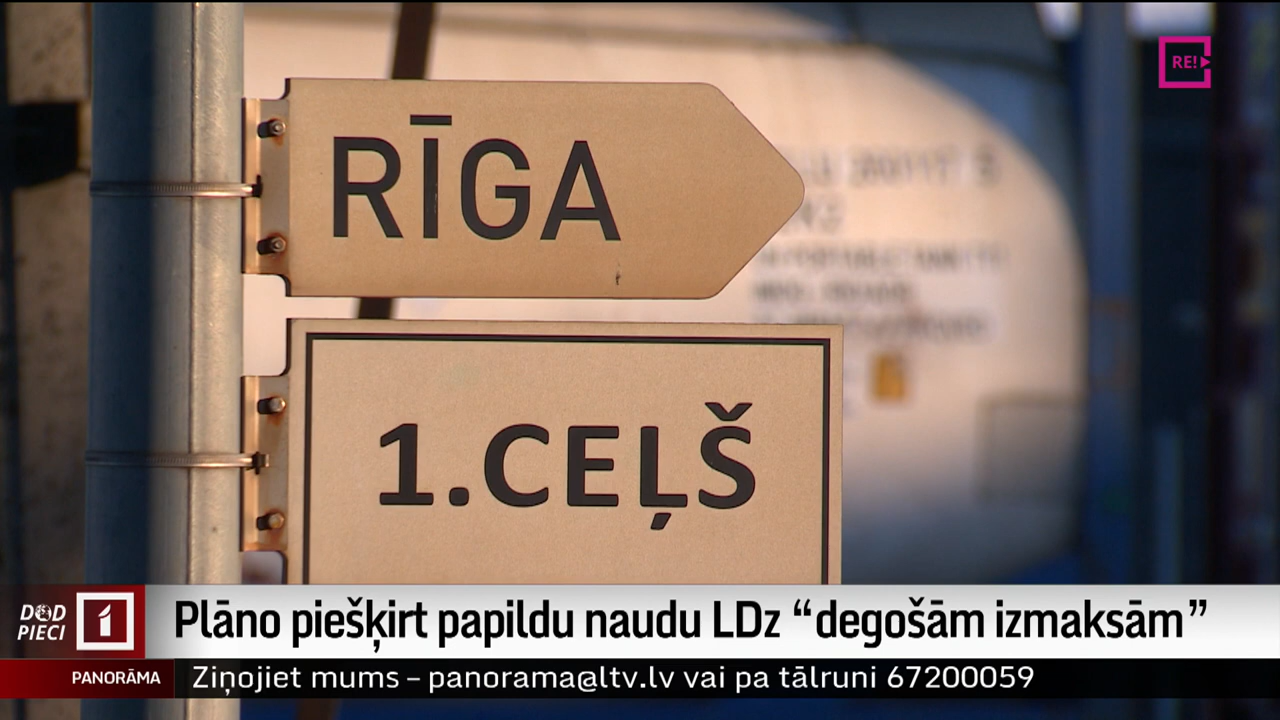 RE!
RĪGA
1.CEĻŠ
DOD
PIECI
1
Plāno piešķirt papildu naudu LDz “degošām izmaksām”
PANORĀMA
Ziņojiet mums – panorama@ltv.lv vai pa tālruni 67200059